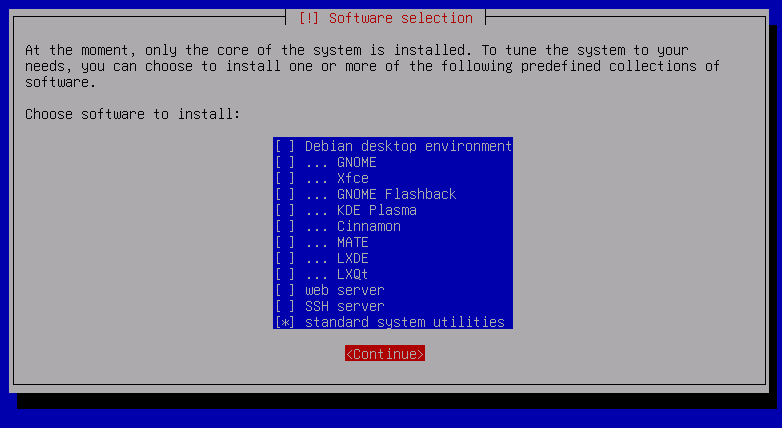 [!] Software selection
At the moment, only the core of the system is installed. To tune the system to your
needs, you can choose to install one or more of the following predefined collections of
software.
Choose software to install:
[ ] Debian desktop environment
[ ] ... GNOME
[ ] ... Xfce
[ ] ... GNOME Flashback
[ ] ... KDE Plasma
[ ] ... Cinnamon
[ ] ... MATE
[ ] ... LXDE
[ ] ... LXQt
[ ] web server
[ ] SSH server
[*] standard system utilities
<Continue>